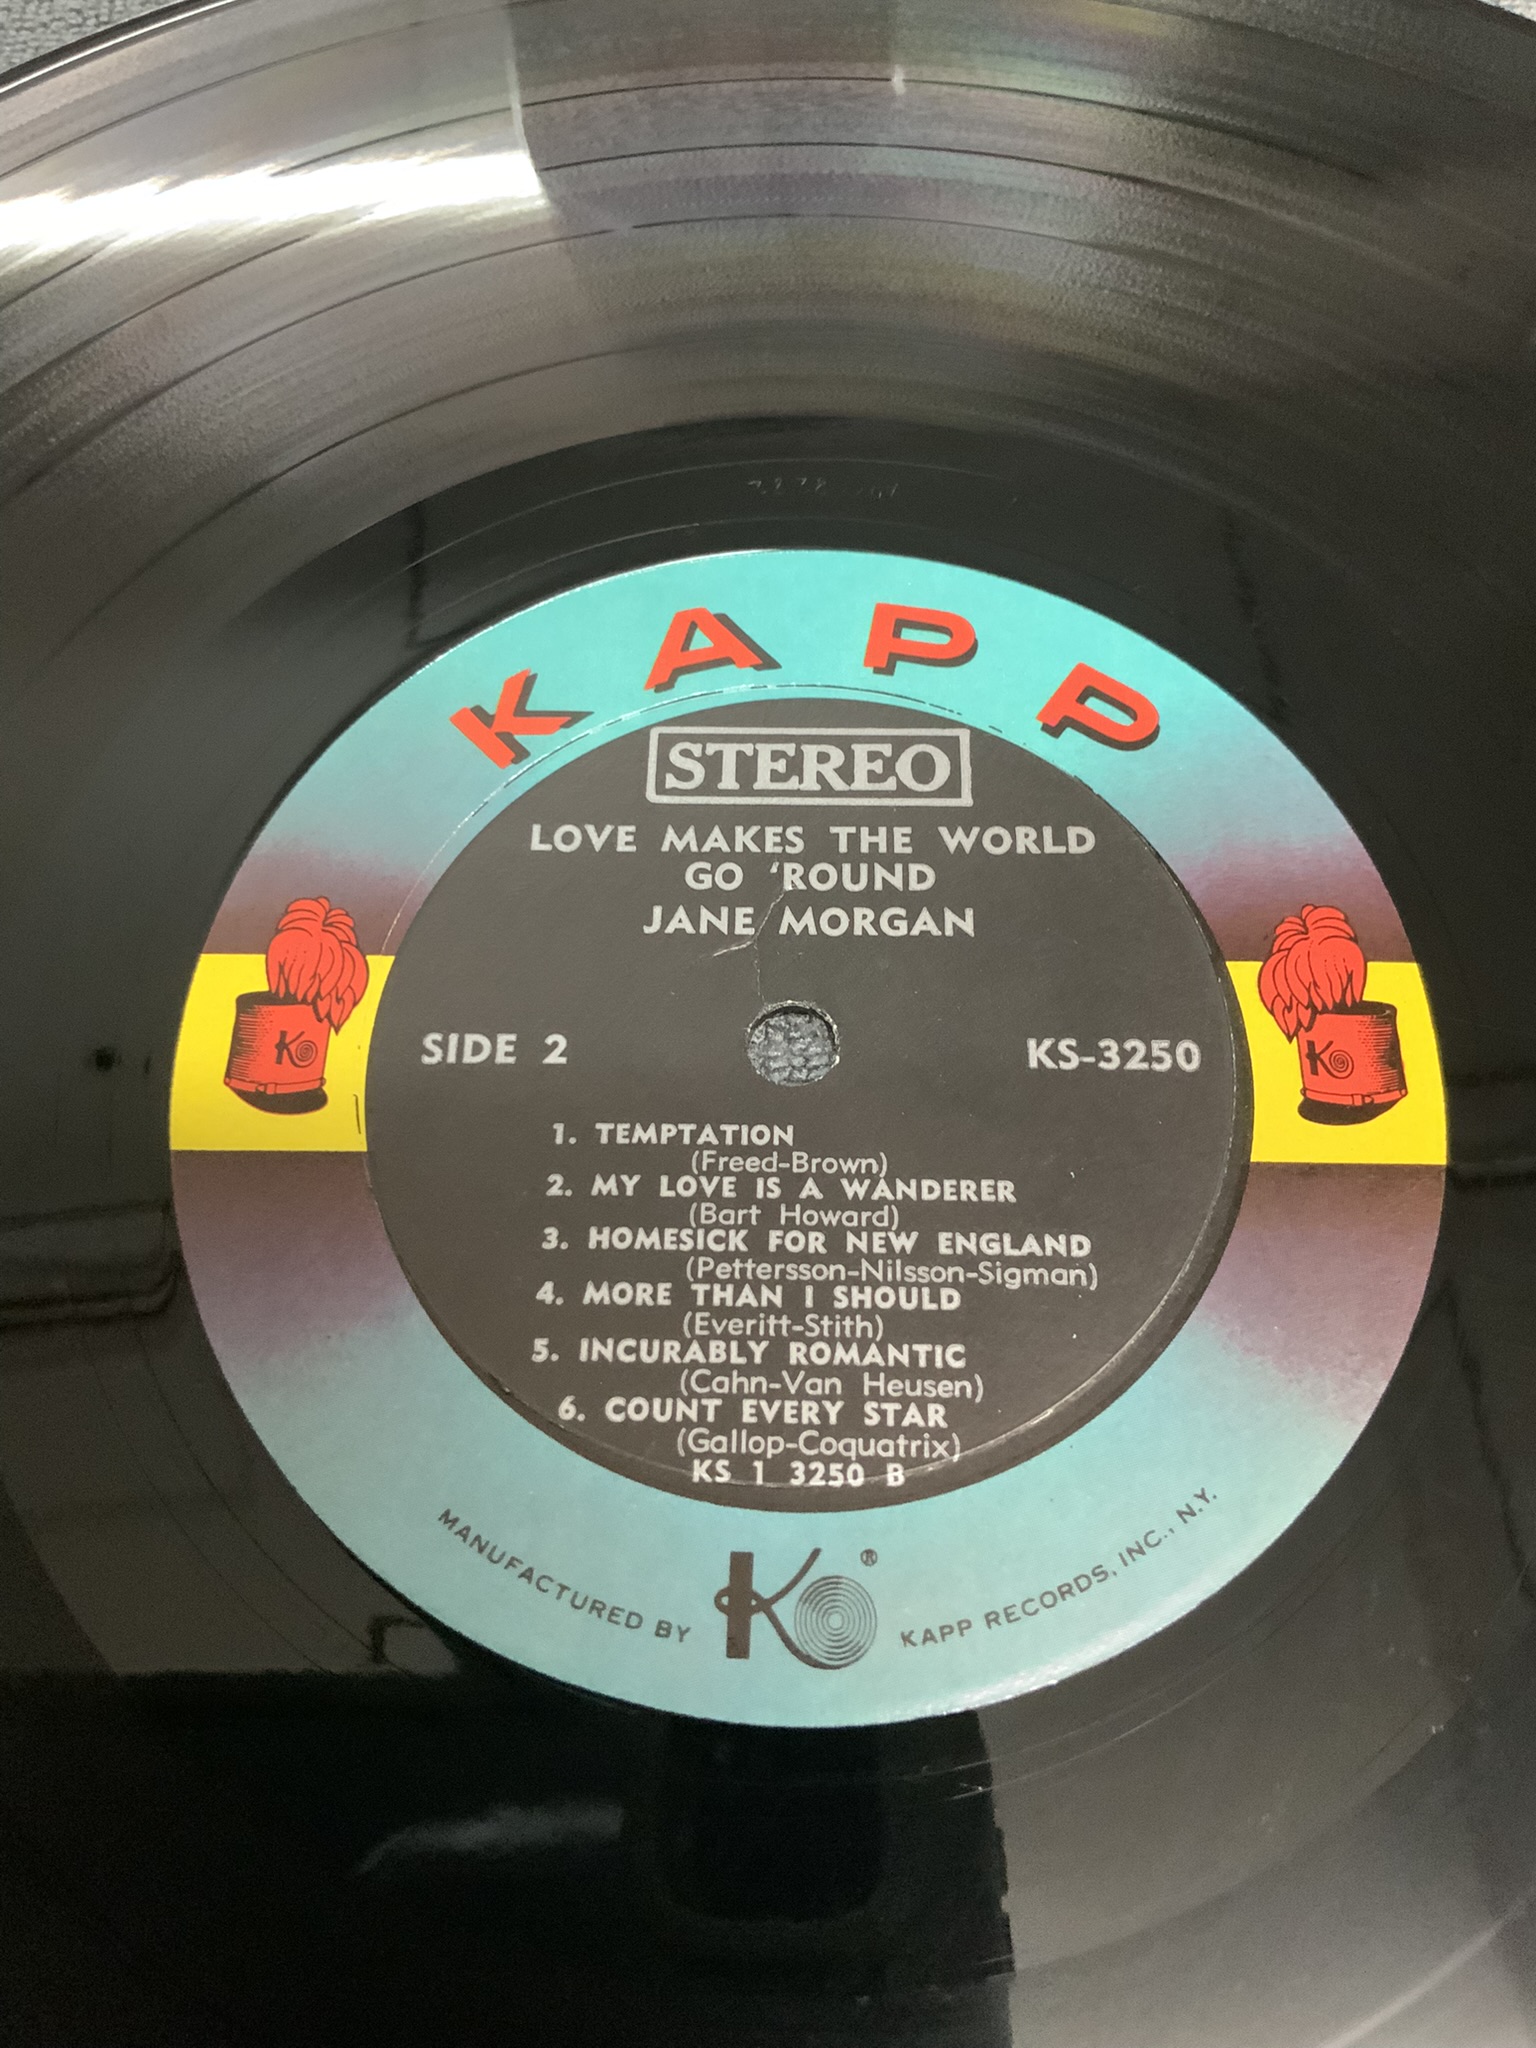 KAPP
STEREO
LOVE MAKES THE WORLD
GO ‘ROUND
JANE MORGAN
SIDE 2
KS-3250
1. TEMPTATION
(Freed-Brown)
2. MY LOVE IS A WANDERER
(Bart Howard)
3. HOMESICK FOR NEW ENGLAND
(Pettersson-Nilsson-Sigman)
4. MORE THAN I SHOULD
(Everitt-Stith)
5. INCURABLY ROMANTIC
(Cahn-Van Heusen)
6. COUNT EVERY STAR
(Gallop-Coquatrix)
KS 1 3250 B
K
K
MANUFACTURED BY K ® KAPP RECORDS, INC., N.Y.